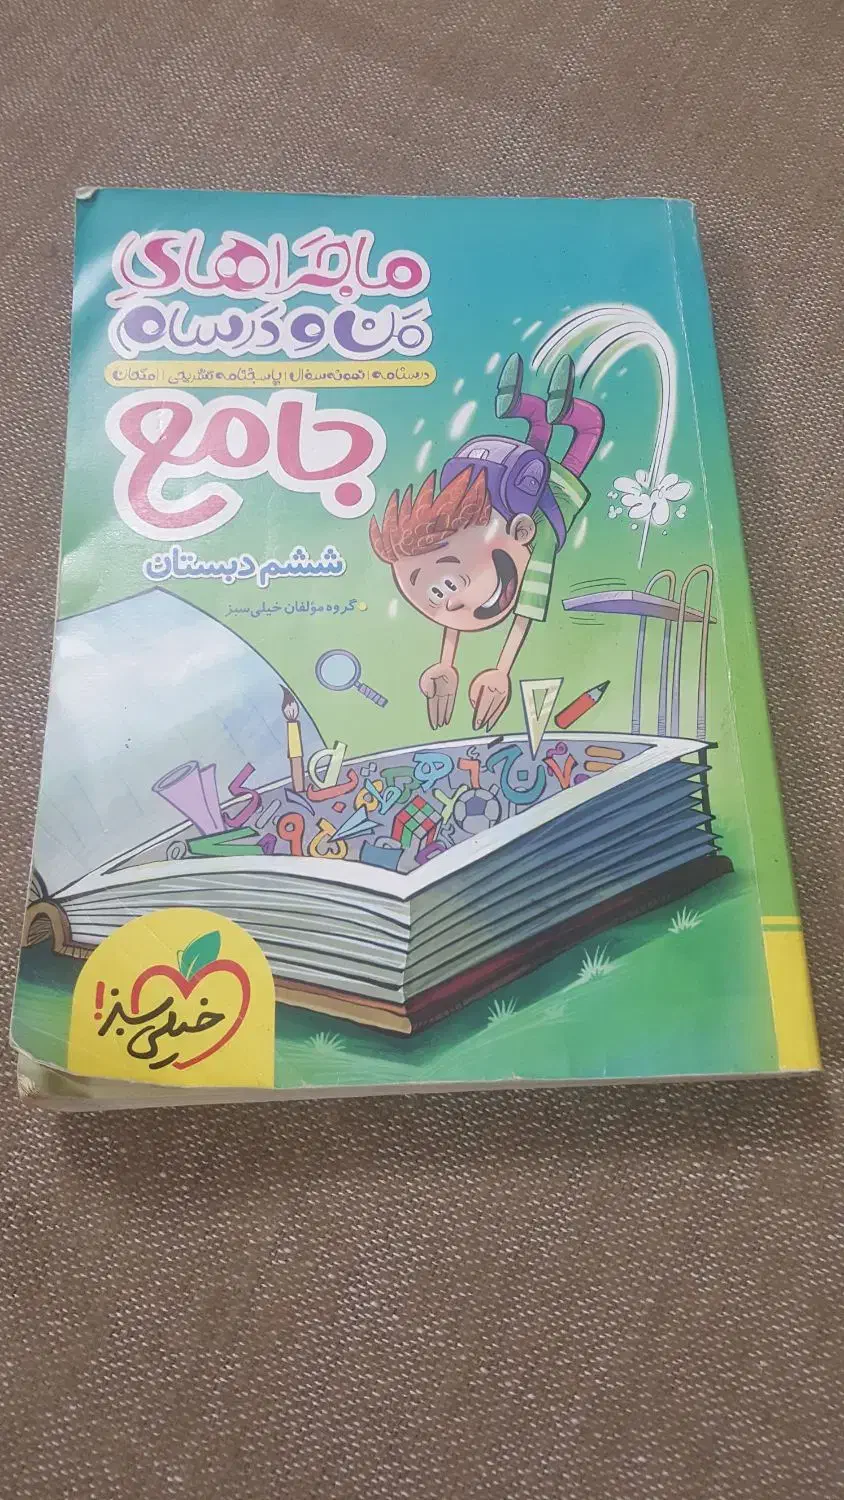 ماجراهای
من و درسام
درسنامه | نمونه سؤال | پاسخنامه تشریحی | امتحان
جامع
ششم دبستان
گروه مؤلفان خیلی سبز
خیلی سبز!